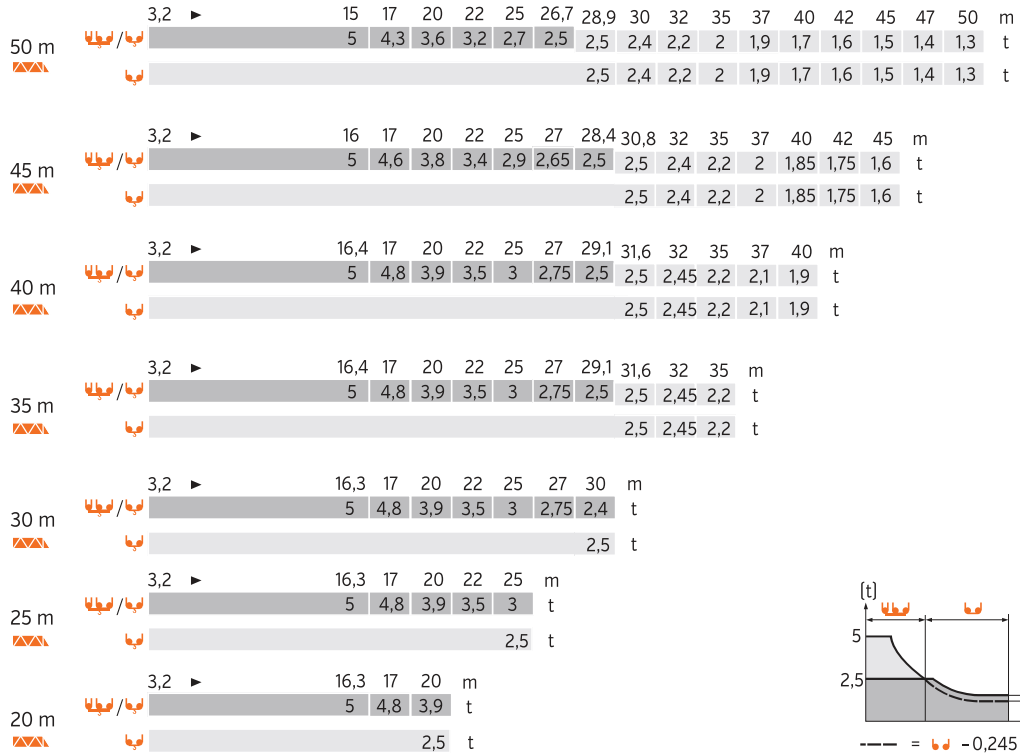 3,2 ► 15 17 20 22 25 26,7 28,9 30 32 35 37 40 42 45 47 50 m
50 m / 5 4,3 3,6 3,2 2,7 2,5 2,5 2,4 2,2 2 1,9 1,7 1,6 1,5 1,4 1,3 t
2,5 2,4 2,2 2 1,9 1,7 1,6 1,5 1,4 1,3 t
3,2 ► 16 17 20 22 25 27 28,4 30,8 32 35 37 40 42 45 m
45 m / 5 4,6 3,8 3,4 2,9 2,65 2,5 2,5 2,4 2,2 2 1,85 1,75 1,6 t
2,5 2,4 2,2 2 1,85 1,75 1,6 t
3,2 ► 16,4 17 20 22 25 27 29,1 31,6 32 35 37 40 m
40 m / 5 4,8 3,9 3,5 3 2,75 2,5 2,5 2,45 2,2 2,1 1,9 t
2,5 2,45 2,2 2,1 1,9 t
3,2 ► 16,4 17 20 22 25 27 29,1 31,6 32 35 m
35 m / 5 4,8 3,9 3,5 3 2,75 2,5 2,5 2,45 2,2 t
2,5 2,45 2,2 t
3,2 ► 16,3 17 20 22 25 27 30 m
30 m / 5 4,8 3,9 3,5 3 2,75 2,4 t
2,5 t
3,2 ► 16,3 17 20 22 25 m
25 m / 5 4,8 3,9 3,5 3 t
2,5 t
3,2 ► 16,3 17 20 m
20 m / 5 4,8 3,9 t
2,5 t
(t)
5
2,5
= -0,245